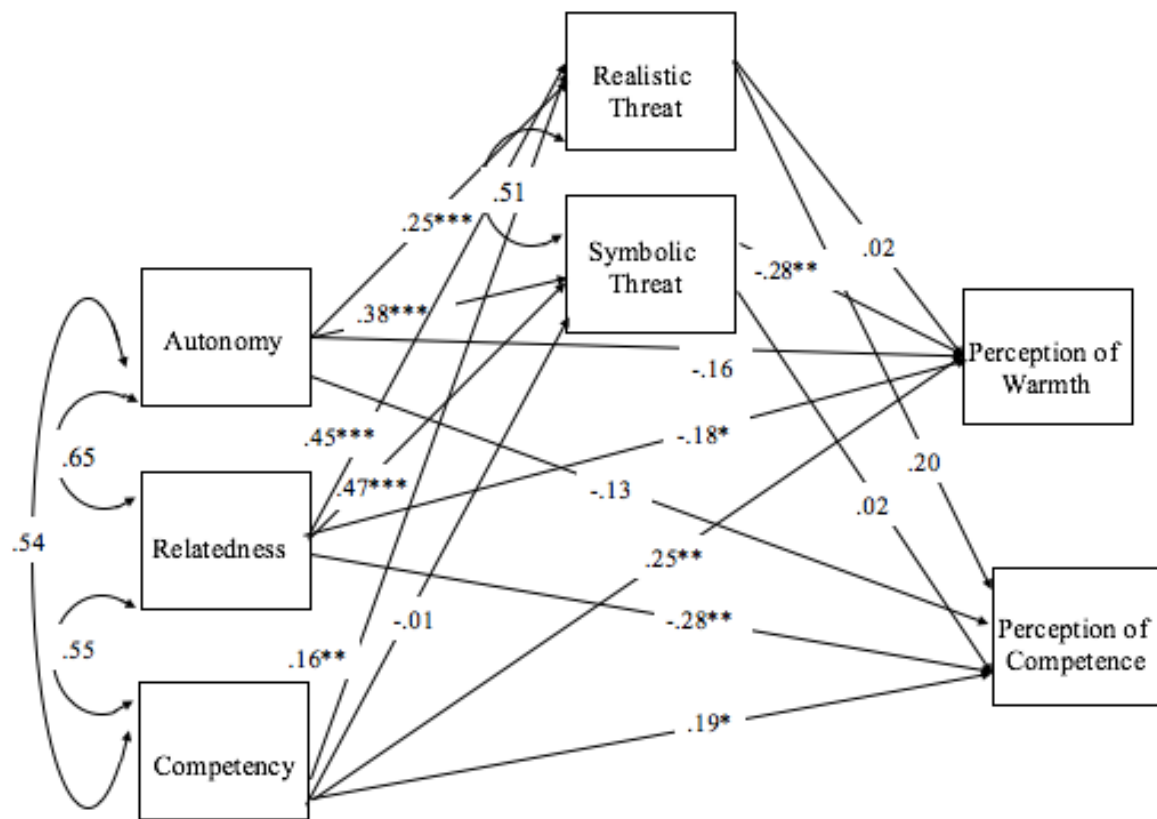 Realistic
Threat
.51
.25***
Symbolic
Threat
.02
-.28**
.38***
Autonomy
-.16
Perception of
Warmth
.45***
-.18*
.65
.47***
-.13
.20
.02
.54
Relatedness
.25**
-.01
-.28**
Perception of
Competence
.55
.16**
.19*
Competency